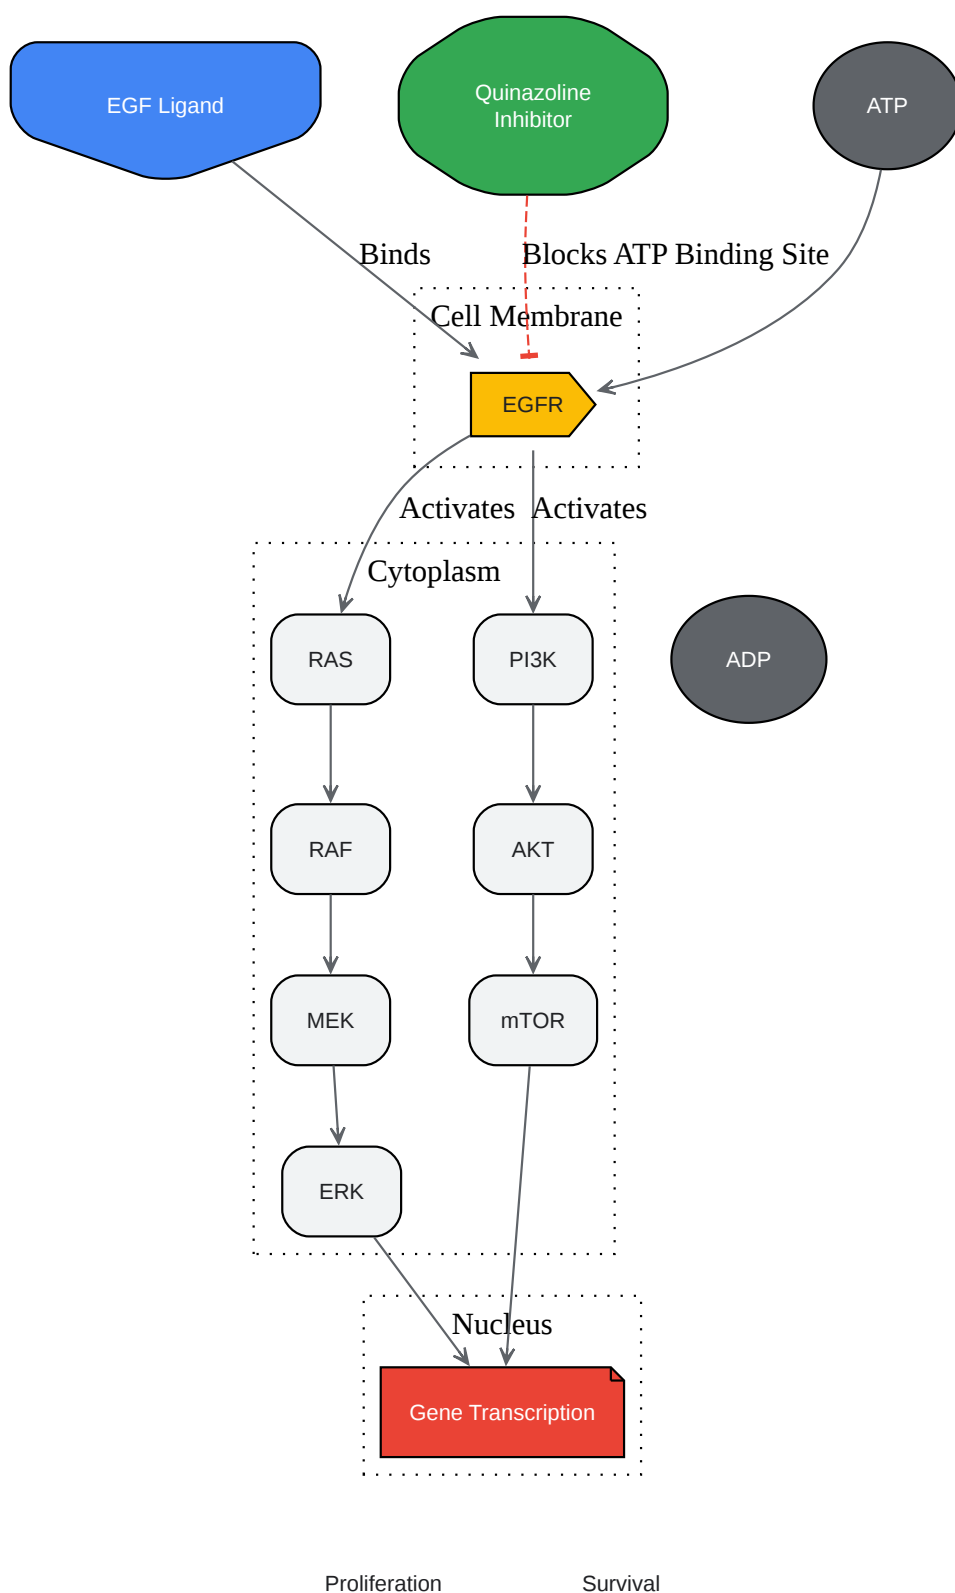 EGF Ligand
Quinazoline
Inhibitor
ATP
Binds
Blocks ATP Binding Site
Cell Membrane
EGFR
Activates
Activates
Cytoplasm
RAS
PI3K
ADP
RAF
AKT
MEK
mTOR
ERK
Nucleus
Gene Transcription
Proliferation
Survival